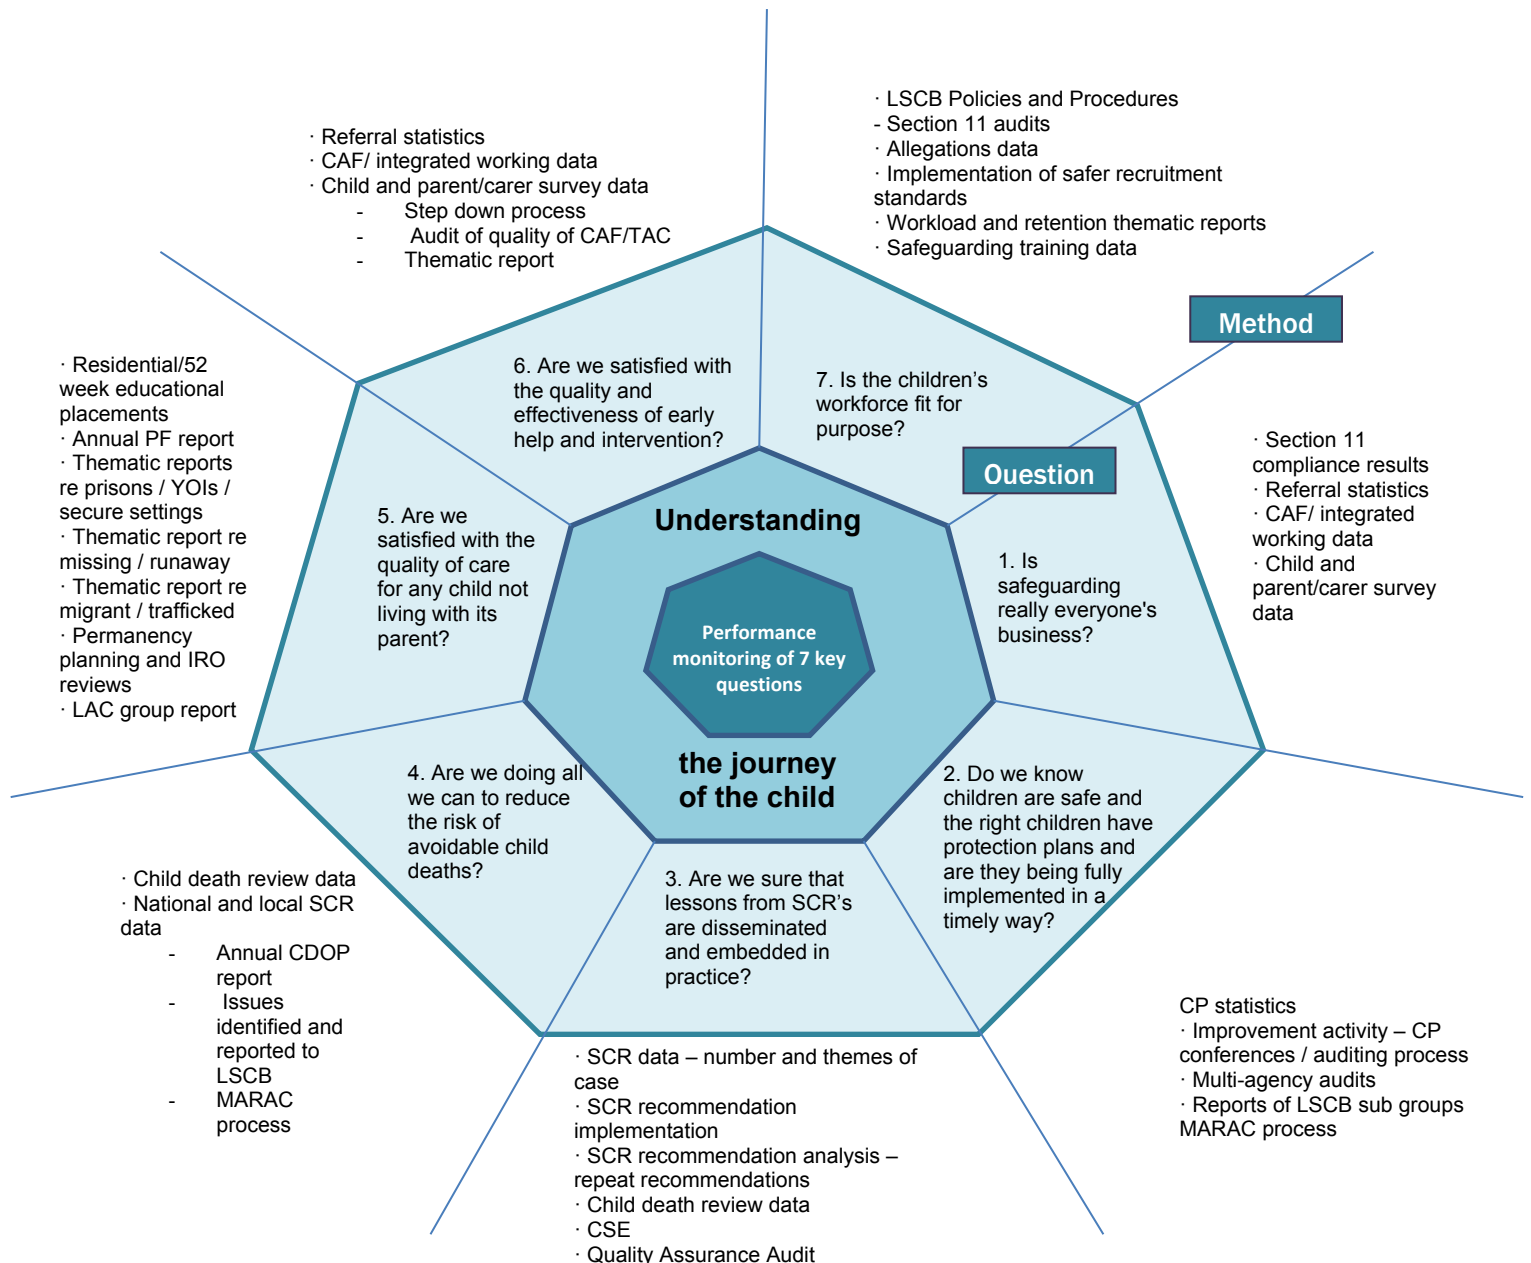 · LSCB Policies and Procedures
- Section 11 audits
· Allegations data
· Implementation of safer recruitment
standards
· Workload and retention thematic reports
· Safeguarding training data
· Referral statistics
· CAF/ integrated working data
· Child and parent/carer survey data
- Step down process
- Audit of quality of CAF/TAC
- Thematic report
Method
· Residential/52
week educational
placements
· Annual PF report
· Thematic reports
re prisons / YOIs /
secure settings
· Thematic report re
missing / runaway
· Thematic report re
migrant / trafficked
· Permanency
planning and IRO
reviews
· LAC group report
6. Are we satisfied with
the quality and
effectiveness of early
help and intervention?
7. Is the children's
workforce fit for
purpose?
Question
· Section 11
compliance results
· Referral statistics
· CAF/ integrated
working data
· Child and
parent/carer survey
data
5. Are we
satisfied with the
quality of care
for any child not
living with its
parent?
Understanding
1. Is
safeguarding
really everyone's
business?
Performance
monitoring of 7 key
questions
the journey
of the child
4. Are we doing all
we can to reduce
the risk of
avoidable child
deaths?
2. Do we know
children are safe and
the right children have
protection plans and
are they being fully
implemented in a
timely way?
3. Are we sure that
lessons from SCR's
are disseminated
and embedded in
practice?
· Child death review data
· National and local SCR
data
- Annual CDOP
report
- Issues
identified and
reported to
LSCB
- MARAC
process
· SCR data – number and themes of
case
· SCR recommendation
implementation
· SCR recommendation analysis –
repeat recommendations
· Child death review data
· CSE
· Quality Assurance Audit
CP statistics
· Improvement activity – CP
conferences / auditing process
· Multi-agency audits
· Reports of LSCB sub groups
MARAC process